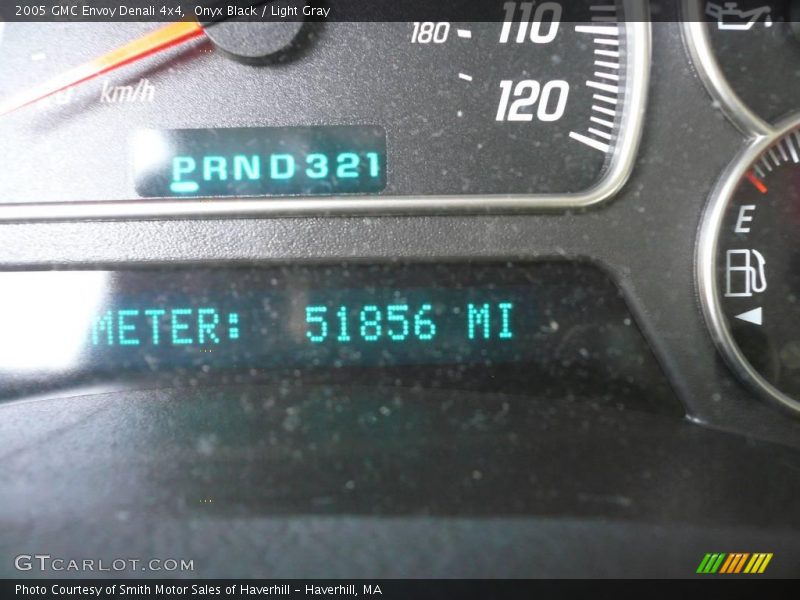 2005 GMC Envoy Denali 4x4, Onyx Black / Light Gray
180 110
km/h
120
PRND321
E
METER: 51856 MI
GTCARLOT.COM
Photo Courtesy of Smith Motor Sales of Haverhill - Haverhill, MA